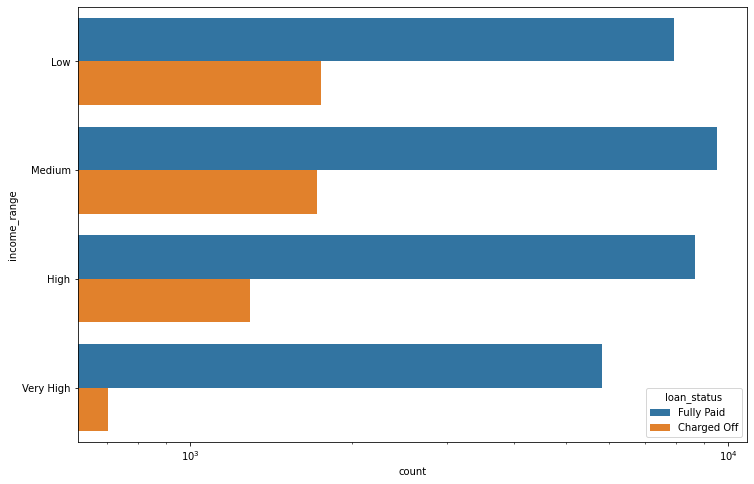 Low
Medium
High
Very High
income_range
10³
10⁴
count
loan_status
Fully Paid
Charged Off